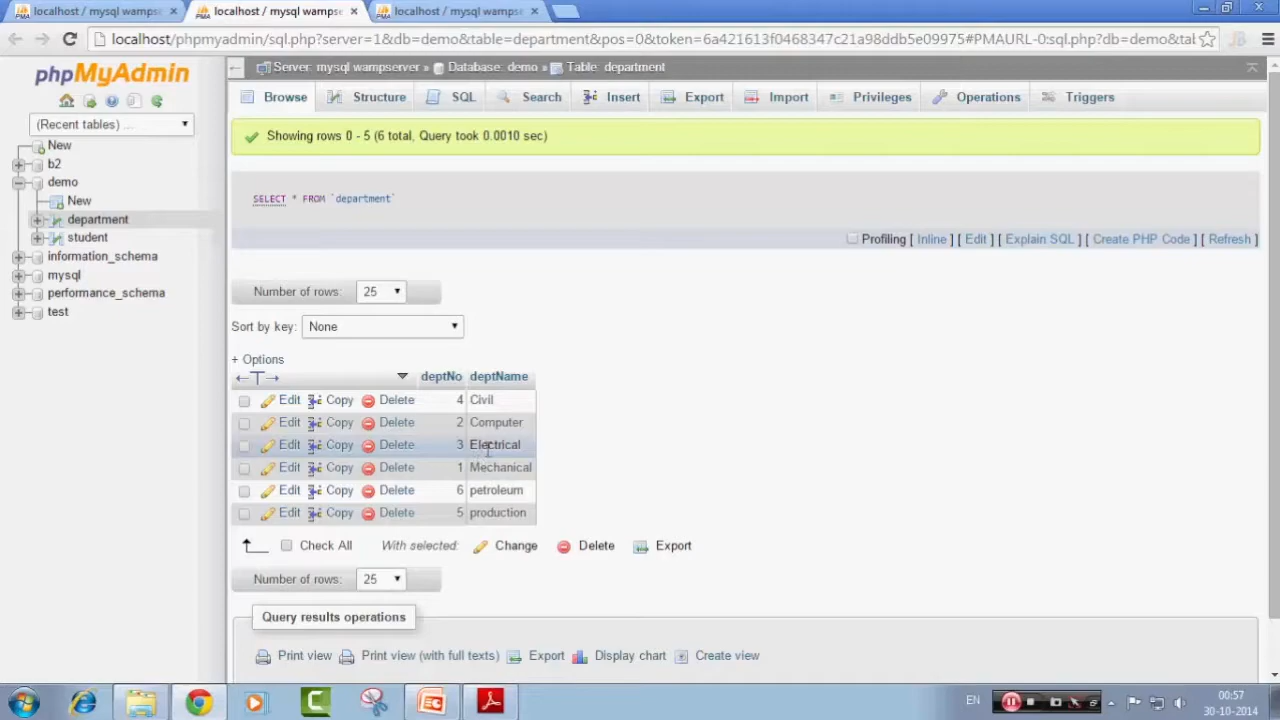 localhost / mysql wampse
localhost / mysql wampse
localhost / mysql wampse
localhost/phpmyadmin/sql.php?server=1&db=demo&table=department&pos=0&token=6a421613f0468347c21a98ddb5e09975#PMAURL-0:sql.php?db=demo&tal
phpMyAdmin
(Recent tables) ...
New
b2
demo
New
department
student
information_schema
mysql
performance_schema
test
Server: mysql wampserver » Database: demo » Table: department
Browse Structure SQL Search Insert Export Import Privileges Operations Triggers
Showing rows 0 - 5 (6 total, Query took 0.0010 sec)
SELECT * FROM `department`
Profiling [ Inline ] [ Edit ] [ Explain SQL ] [ Create PHP Code ] [ Refresh ]
Number of rows: 25
Sort by key: None
+ Options
deptNo deptName
Edit Copy Delete 4 Civil
Edit Copy Delete 2 Computer
Edit Copy Delete 3 Electrical
Edit Copy Delete 1 Mechanical
Edit Copy Delete 6 petroleum
Edit Copy Delete 5 production
Check All With selected: Change Delete Export
Number of rows: 25
Query results operations
Print view Print view (with full texts) Export Display chart Create view
EN
00:57
30-10-2014